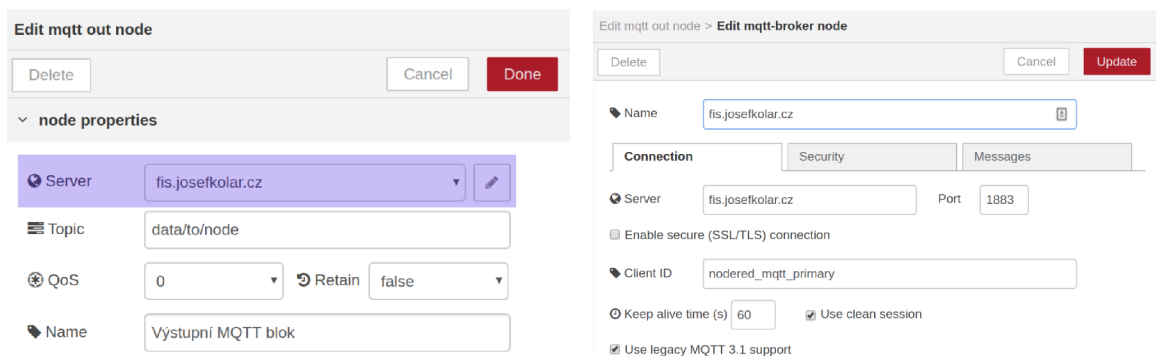 Edit mqtt out node
Delete
Cancel
Done
node properties
Server
fis.josefkolar.cz
Topic
data/to/node
QoS
0
Retain
false
Name
Výstupní MQTT blok
Edit mqtt out node > Edit mqtt-broker node
Delete
Cancel
Update
Name
fis.josefkolar.cz
Connection
Security
Messages
Server
fis.josefkolar.cz
Port
1883
Enable secure (SSL/TLS) connection
Client ID
nodered_mqtt_primary
Keep alive time (s)
60
Use clean session
Use legacy MQTT 3.1 support